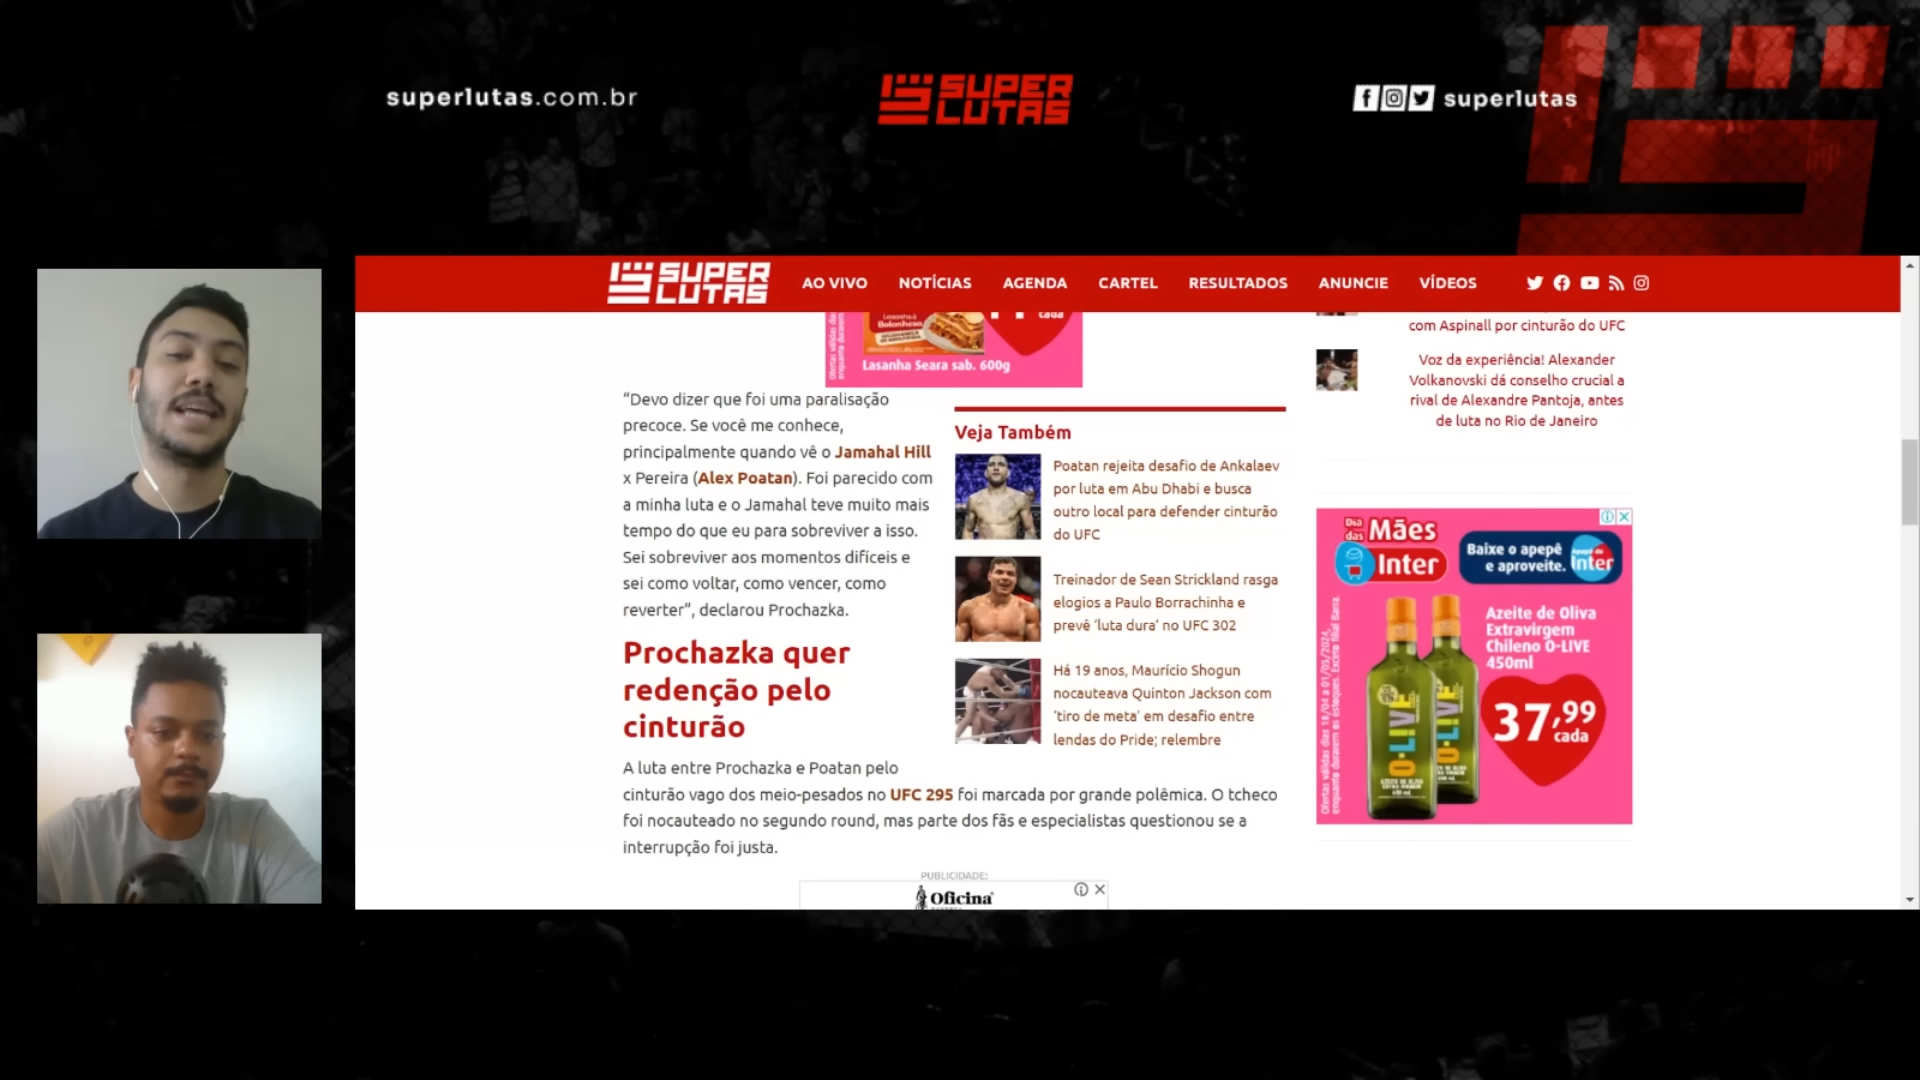 superlutas.com.br
SUPER
LUTAS
superlutas
SUPER
LUTAS
AO VIVO
NOTÍCIAS
AGENDA
CARTEL
RESULTADOS
ANUNCIE
VÍDEOS
Lasanha à
Bolonhesa
cada
Lasanha Seara sab. 600g
“Devo dizer que foi uma paralisação
precoce. Se você me conhece,
principalmente quando vê o Jamahal Hill
x Pereira (Alex Poatan). Foi parecido com
a minha luta e o Jamahal teve muito mais
tempo do que eu para sobreviver a isso.
Sei sobreviver aos momentos difíceis e
sei como voltar, como vencer, como
reverter”, declarou Prochazka.
Prochazka quer
redenção pelo
cinturão
A luta entre Prochazka e Poatan pelo
cinturão vago dos meio-pesados no UFC 295 foi marcada por grande polêmica. O tcheco
foi nocauteado no segundo round, mas parte dos fãs e especialistas questionou se a
interrupção foi justa.
PUBLICIDADE:
Oficina
Veja Também
Poatan rejeita desafio de Ankalaev
por luta em Abu Dhabi e busca
outro local para defender cinturão
do UFC
Treinador de Sean Strickland rasga
elogios a Paulo Borrachinha e
prevê ‘luta dura’ no UFC 302
Há 19 anos, Maurício Shogun
nocauteava Quinton Jackson com
‘tiro de meta’ em desafio entre
lendas do Pride; relembre
com Aspinall por cinturão do UFC
Voz da experiência! Alexander
Volkanovski dá conselho crucial a
rival de Alexandre Pantoja, antes
de luta no Rio de Janeiro
Dia
das
Mães
Inter
Baixe o apepê
e aproveite.
Inter
Azeite de Oliva
Extravirgem
Chileno O-LIVE
450ml
37,99
cada
O-LIVE
O-LIVE